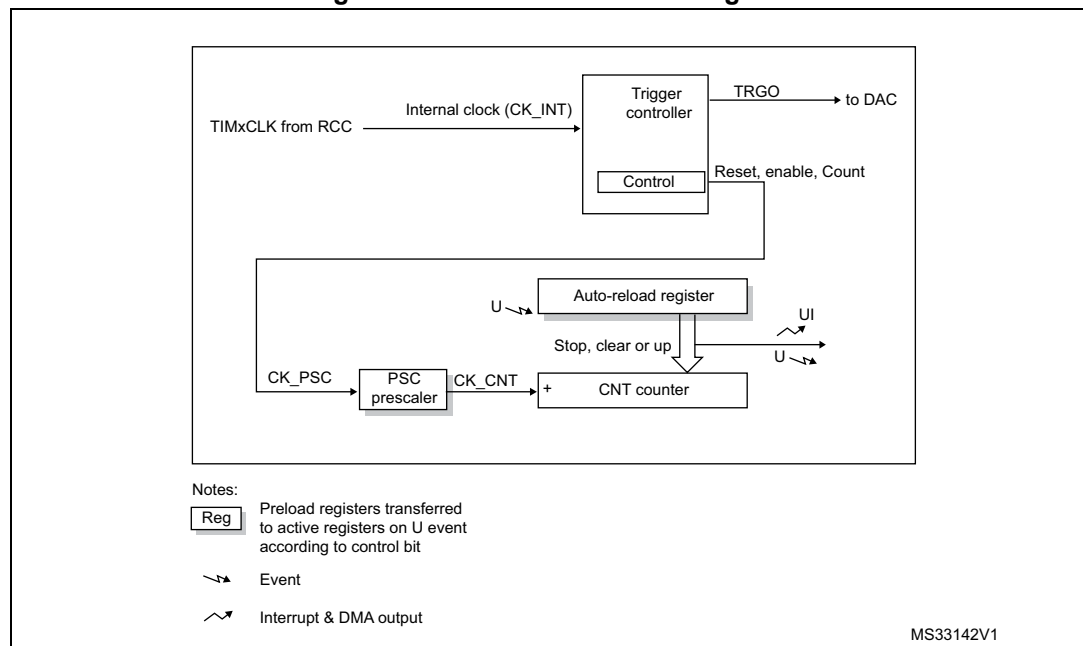 Trigger
controller
TRGO
to DAC
Internal clock (CK_INT)
TIMxCLK from RCC
Control
Reset, enable, Count
Auto-reload register
U
UI
Stop, clear or up
U
CK_PSC
PSC
prescaler
CK_CNT
+
CNT counter
Notes:
Reg
Preload registers transferred
to active registers on U event
according to control bit
Event
Interrupt & DMA output
MS33142V1